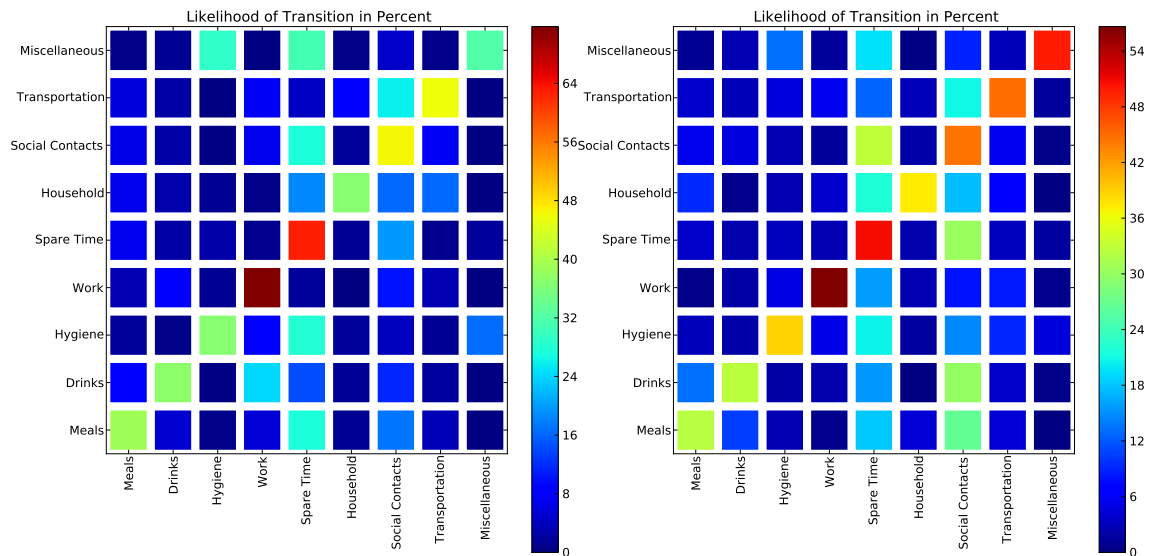 Likelihood of Transition in Percent
Miscellaneous
Transportation
Social Contacts
Household
Spare Time
Work
Hygiene
Drinks
Meals
Meals
Drinks
Hygiene
Work
Spare Time
Household
Social Contacts
Transportation
Miscellaneous
64
56
48
40
32
24
16
8
0
Likelihood of Transition in Percent
Miscellaneous
Transportation
Social Contacts
Household
Spare Time
Work
Hygiene
Drinks
Meals
Meals
Drinks
Hygiene
Work
Spare Time
Household
Social Contacts
Transportation
Miscellaneous
54
48
42
36
30
24
18
12
6
0